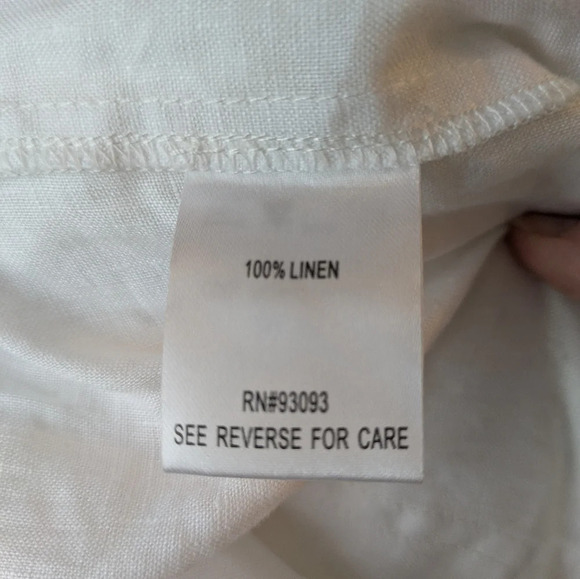 100% LINEN
RN#93093
SEE REVERSE FOR CARE